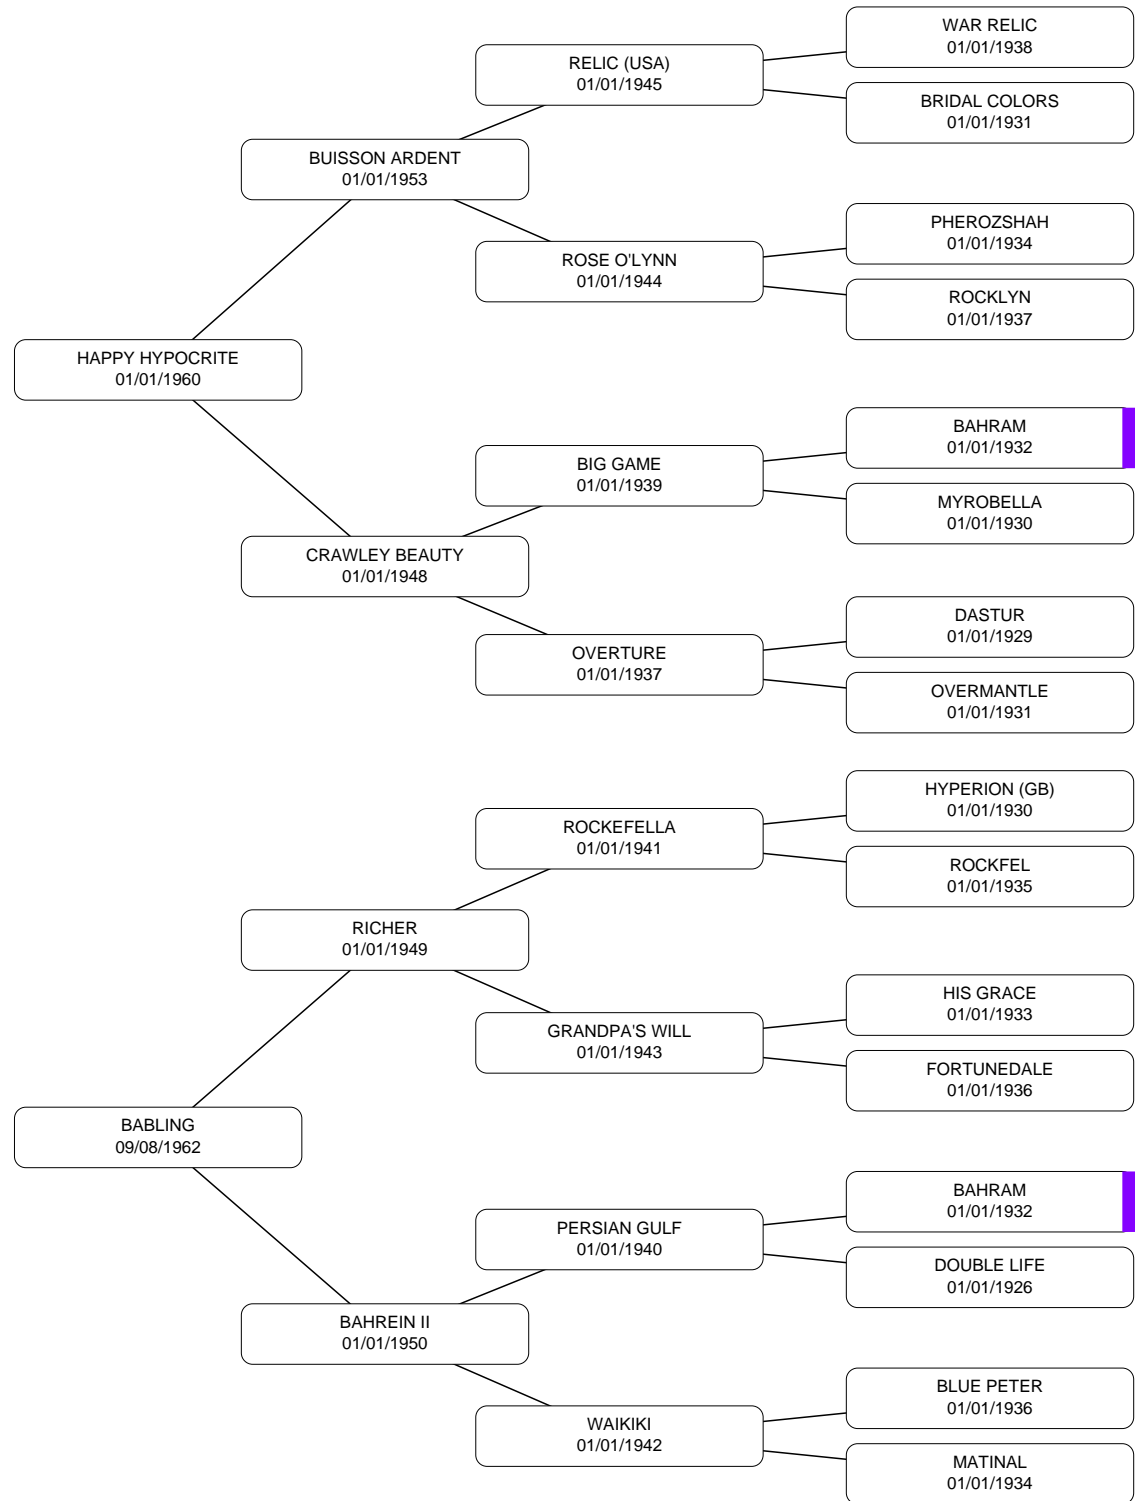 WAR RELIC
01/01/1938
RELIC (USA)
01/01/1945
BRIDAL COLORS
01/01/1931
BUISSON ARDENT
01/01/1953
PHEROZSHAH
01/01/1934
ROSE O'LYNN
01/01/1944
ROCKLYN
01/01/1937
HAPPY HYPOCRITE
01/01/1960
BAHRAM
01/01/1932
BIG GAME
01/01/1939
MYROBELLA
01/01/1930
CRAWLEY BEAUTY
01/01/1948
DASTUR
01/01/1929
OVERTURE
01/01/1937
OVERMANTLE
01/01/1931
HYPERION (GB)
01/01/1930
ROCKEFELLA
01/01/1941
ROCKFEL
01/01/1935
RICHER
01/01/1949
HIS GRACE
01/01/1933
GRANDPA'S WILL
01/01/1943
FORTUNEDALE
01/01/1936
BABLING
09/08/1962
BAHRAM
01/01/1932
PERSIAN GULF
01/01/1940
DOUBLE LIFE
01/01/1926
BAHREIN II
01/01/1950
BLUE PETER
01/01/1936
WAIKIKI
01/01/1942
MATINAL
01/01/1934